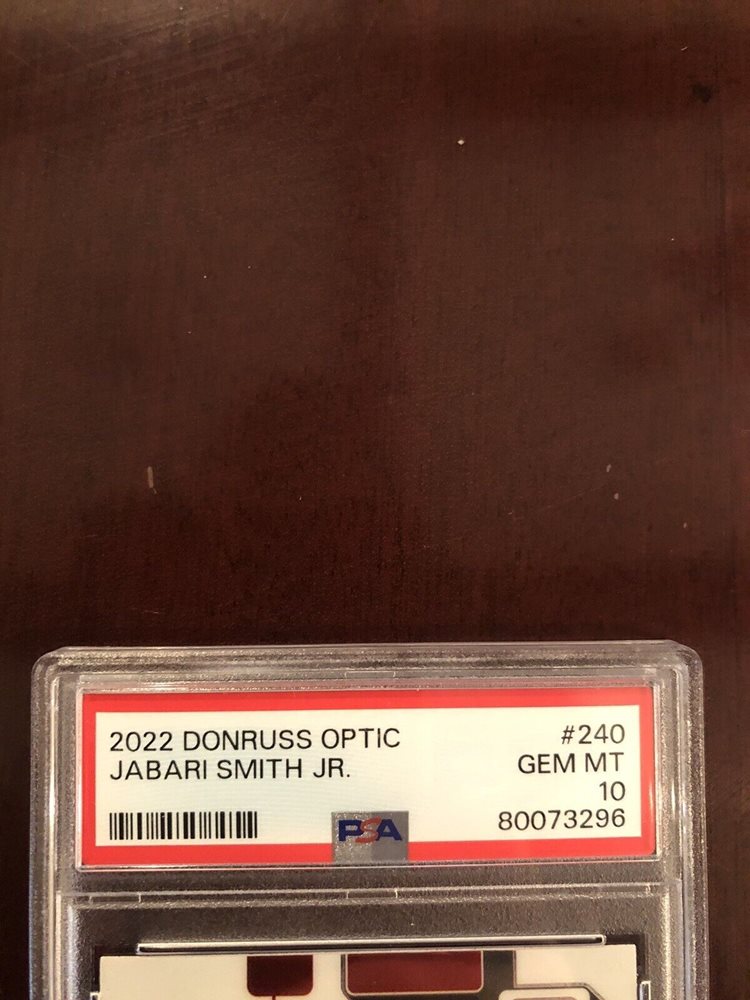 2022 DONRUSS OPTIC #240
JABARI SMITH JR. GEM MT
10
PSA 80073296